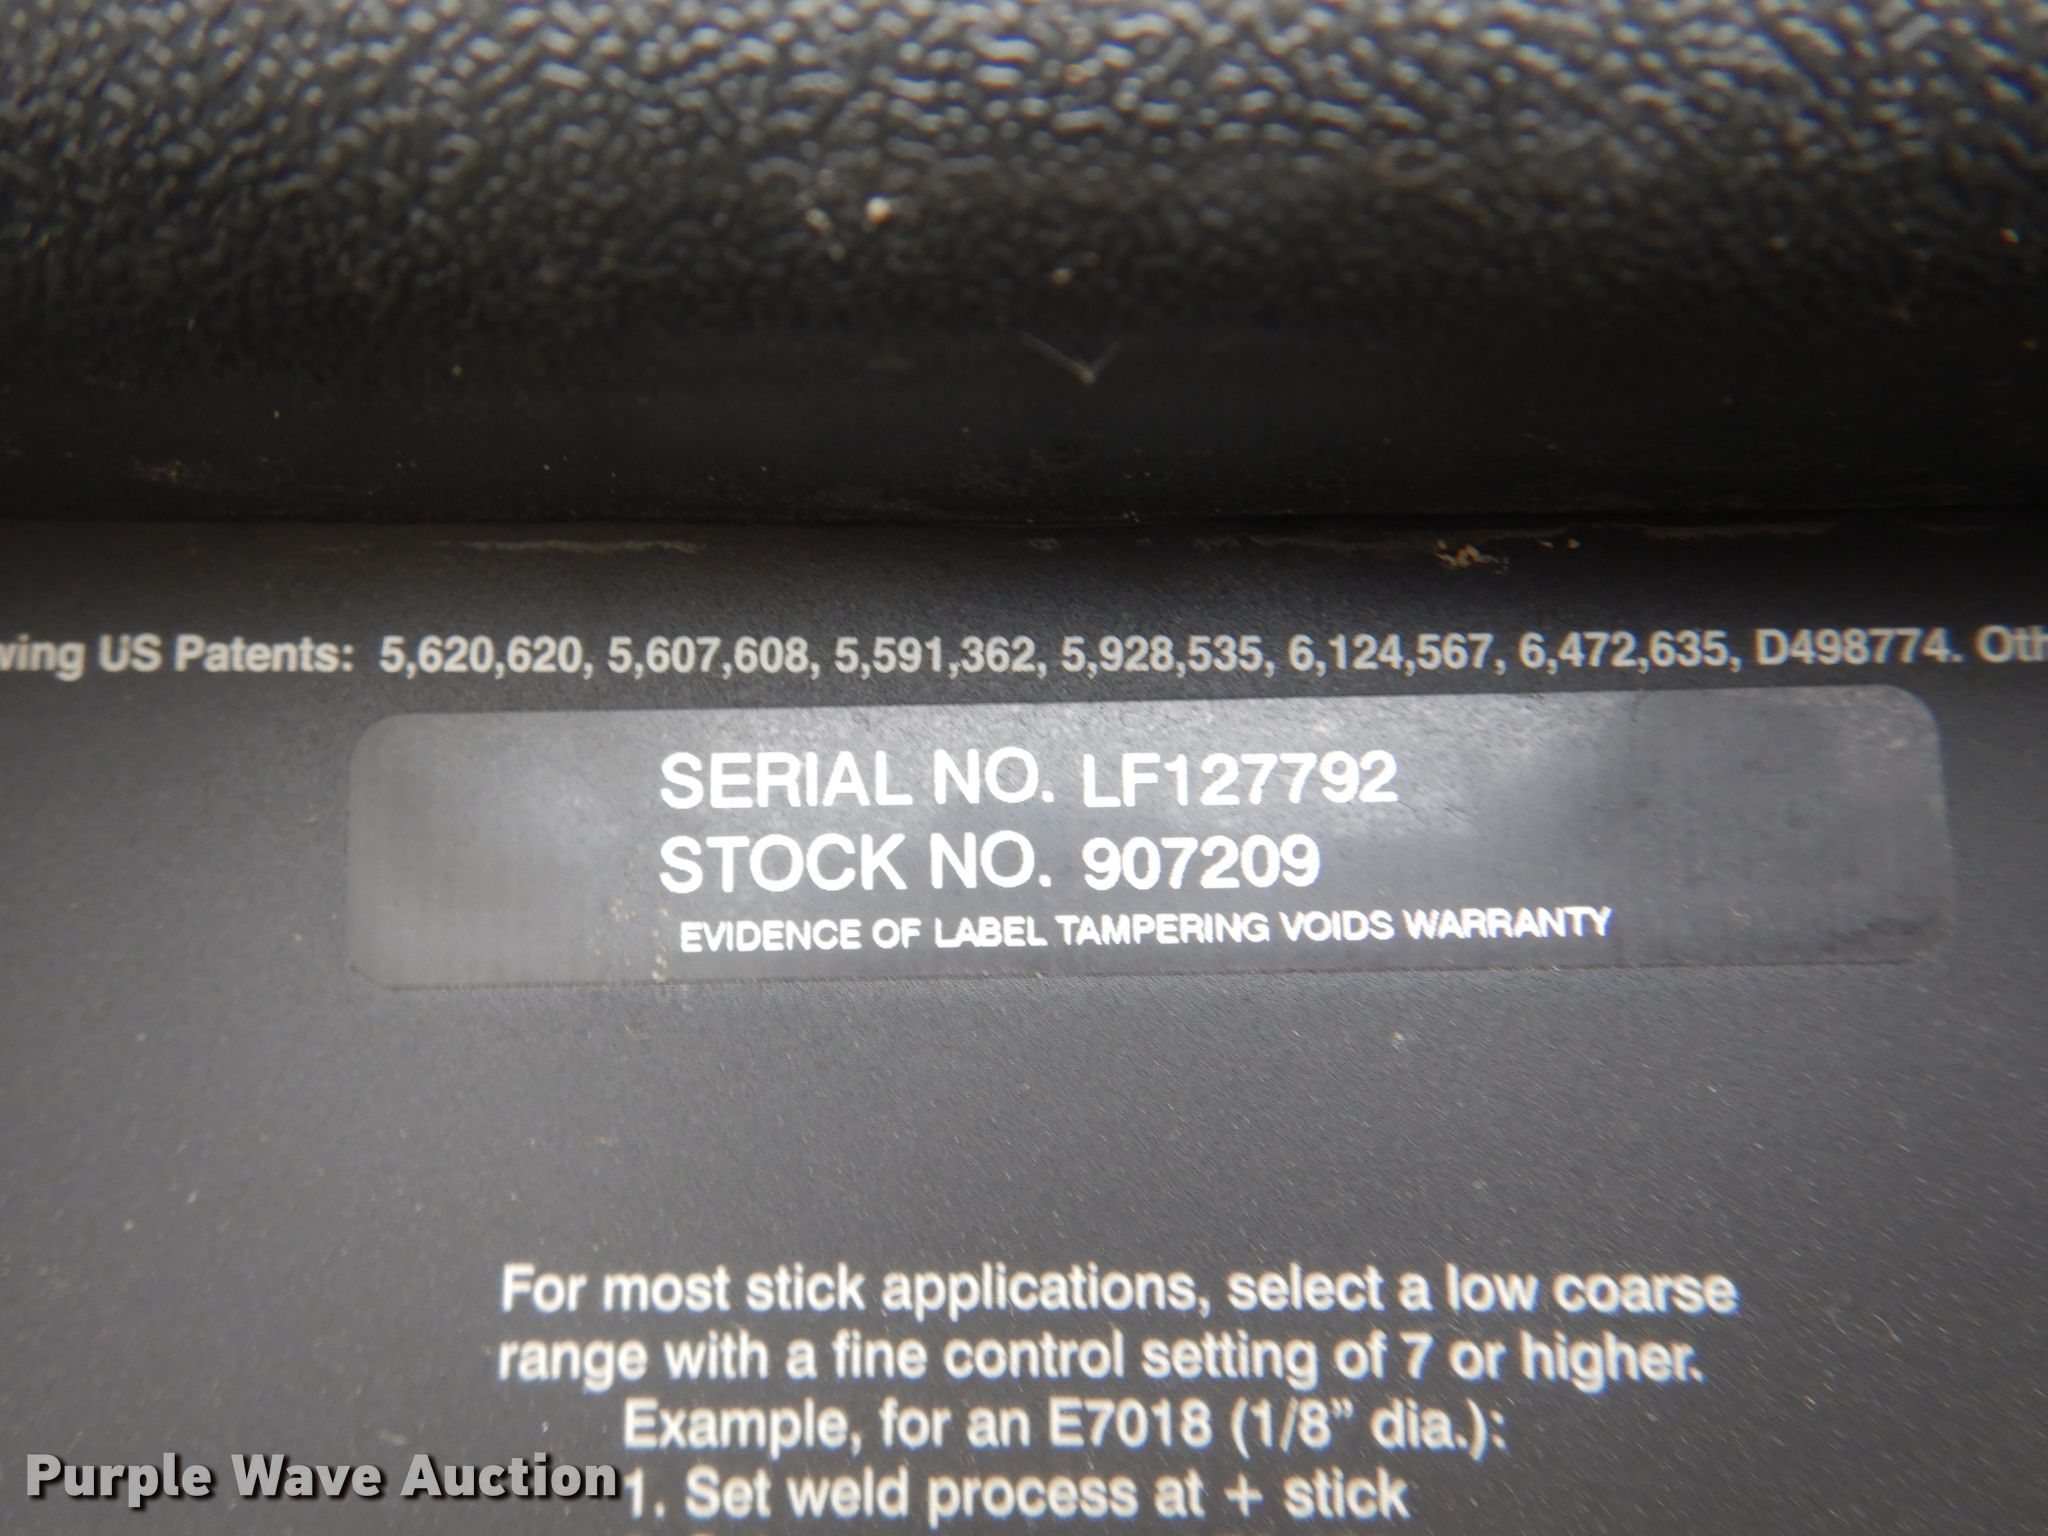 wing US Patents: 5,620,620, 5,607,608, 5,591,362, 5,928,535, 6,124,567, 6,472,635, D498774. Oth
SERIAL NO. LF127792
STOCK NO. 907209
EVIDENCE OF LABEL TAMPERING VOIDS WARRANTY
For most stick applications, select a low coarse
range with a fine control setting of 7 or higher.
Example, for an E7018 (1/8” dia.):
1. Set weld process at + stick
Purple Wave Auction